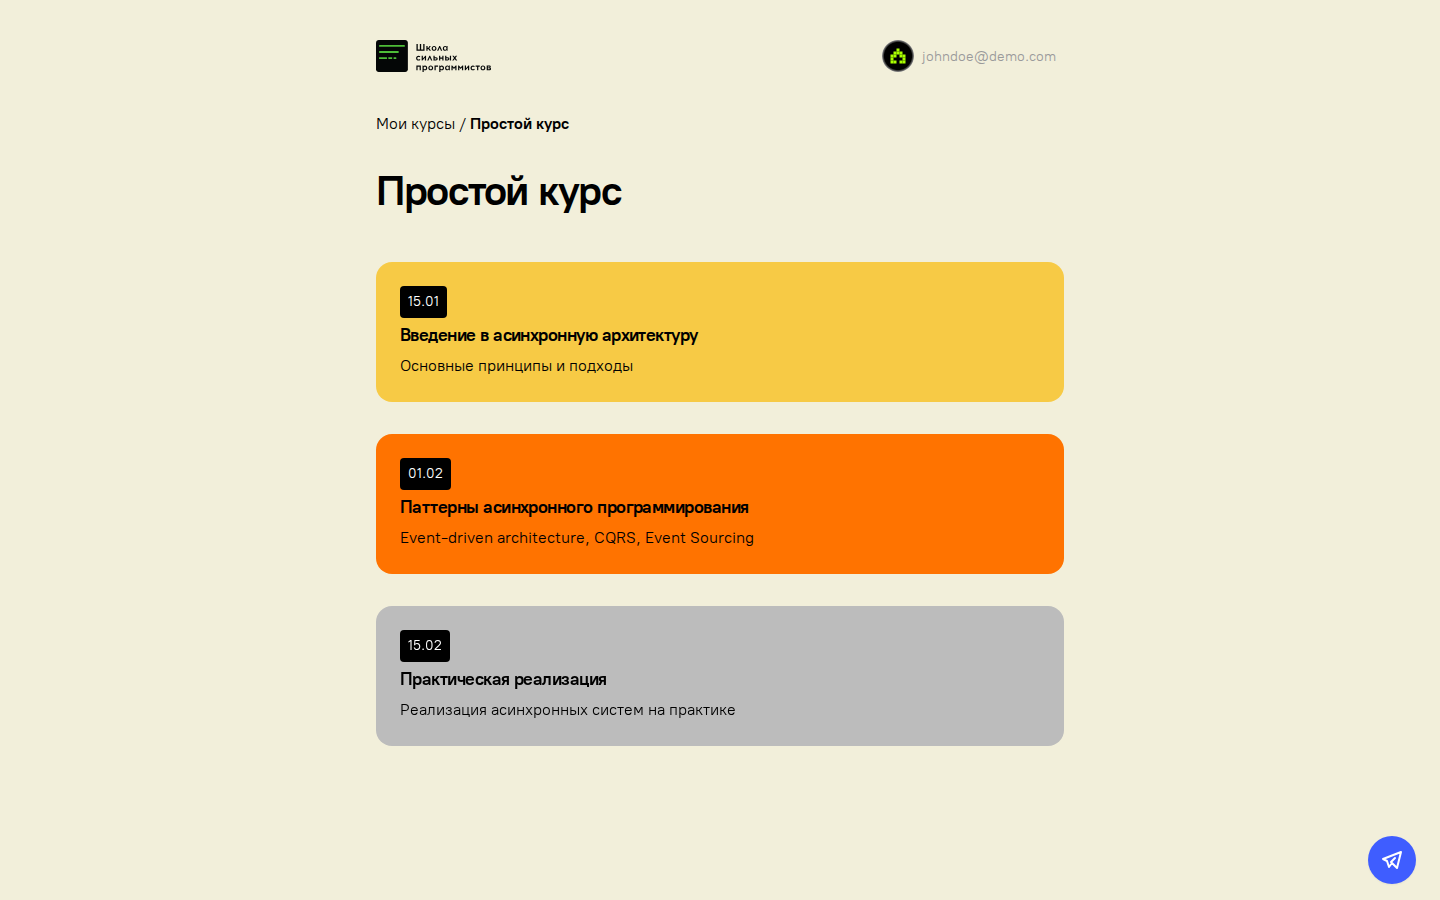 Школа
сильных
программистов
johndoe@demo.com
Мои курсы / Простой курс
Простой курс
15.01
Введение в асинхронную архитектуру
Основные принципы и подходы
01.02
Паттерны асинхронного программирования
Event-driven architecture, CQRS, Event Sourcing
15.02
Практическая реализация
Реализация асинхронных систем на практике